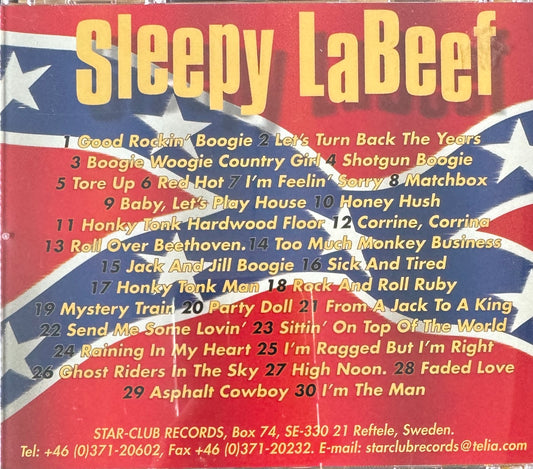 Sleepy LaBeef
1 Good Rockin' Boogie 2 Let's Turn Back The Years
3 Boogie Woogie Country Girl 4 Shotgun Boogie
5 Tore Up 6 Red Hot 7 I'm Feelin' Sorry 8 Matchbox
9 Baby, Let's Play House 10 Honey Hush
11 Honky Tonk Hardwood Floor 12 Corrine, Corrina
13 Roll Over Beethoven. 14 Too Much Monkey Business
15 Jack And Jill Boogie 16 Sick And Tired
17 Honky Tonk Man 18 Rock And Roll Ruby
19 Mystery Train 20 Party Doll 21 From A Jack To A King
22 Send Me Some Lovin' 23 Sittin' On Top Of The World
24 Raining In My Heart 25 I'm Ragged But I'm Right
26 Ghost Riders In The Sky 27 High Noon. 28 Faded Love
29 Asphalt Cowboy 30 I'm The Man
STAR-CLUB RECORDS, Box 74, SE-330 21 Reftele, Sweden.
Tel: +46 (0)371-20602, Fax +46 (0)371-20232. E-mail: starclubrecords@telia.com